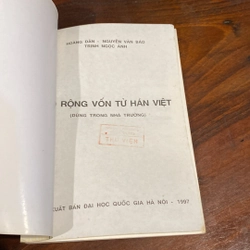 HOÀNG DÂN - NGUYỄN VĂN BẢO
TRỊNH NGỌC ÁNH
RỘNG VỐN TỪ HÁN VIỆT
(DÙNG TRONG NHÀ TRƯỜNG)
XUẤT BẢN ĐẠI HỌC QUỐC GIA HÀ NỘI - 1997